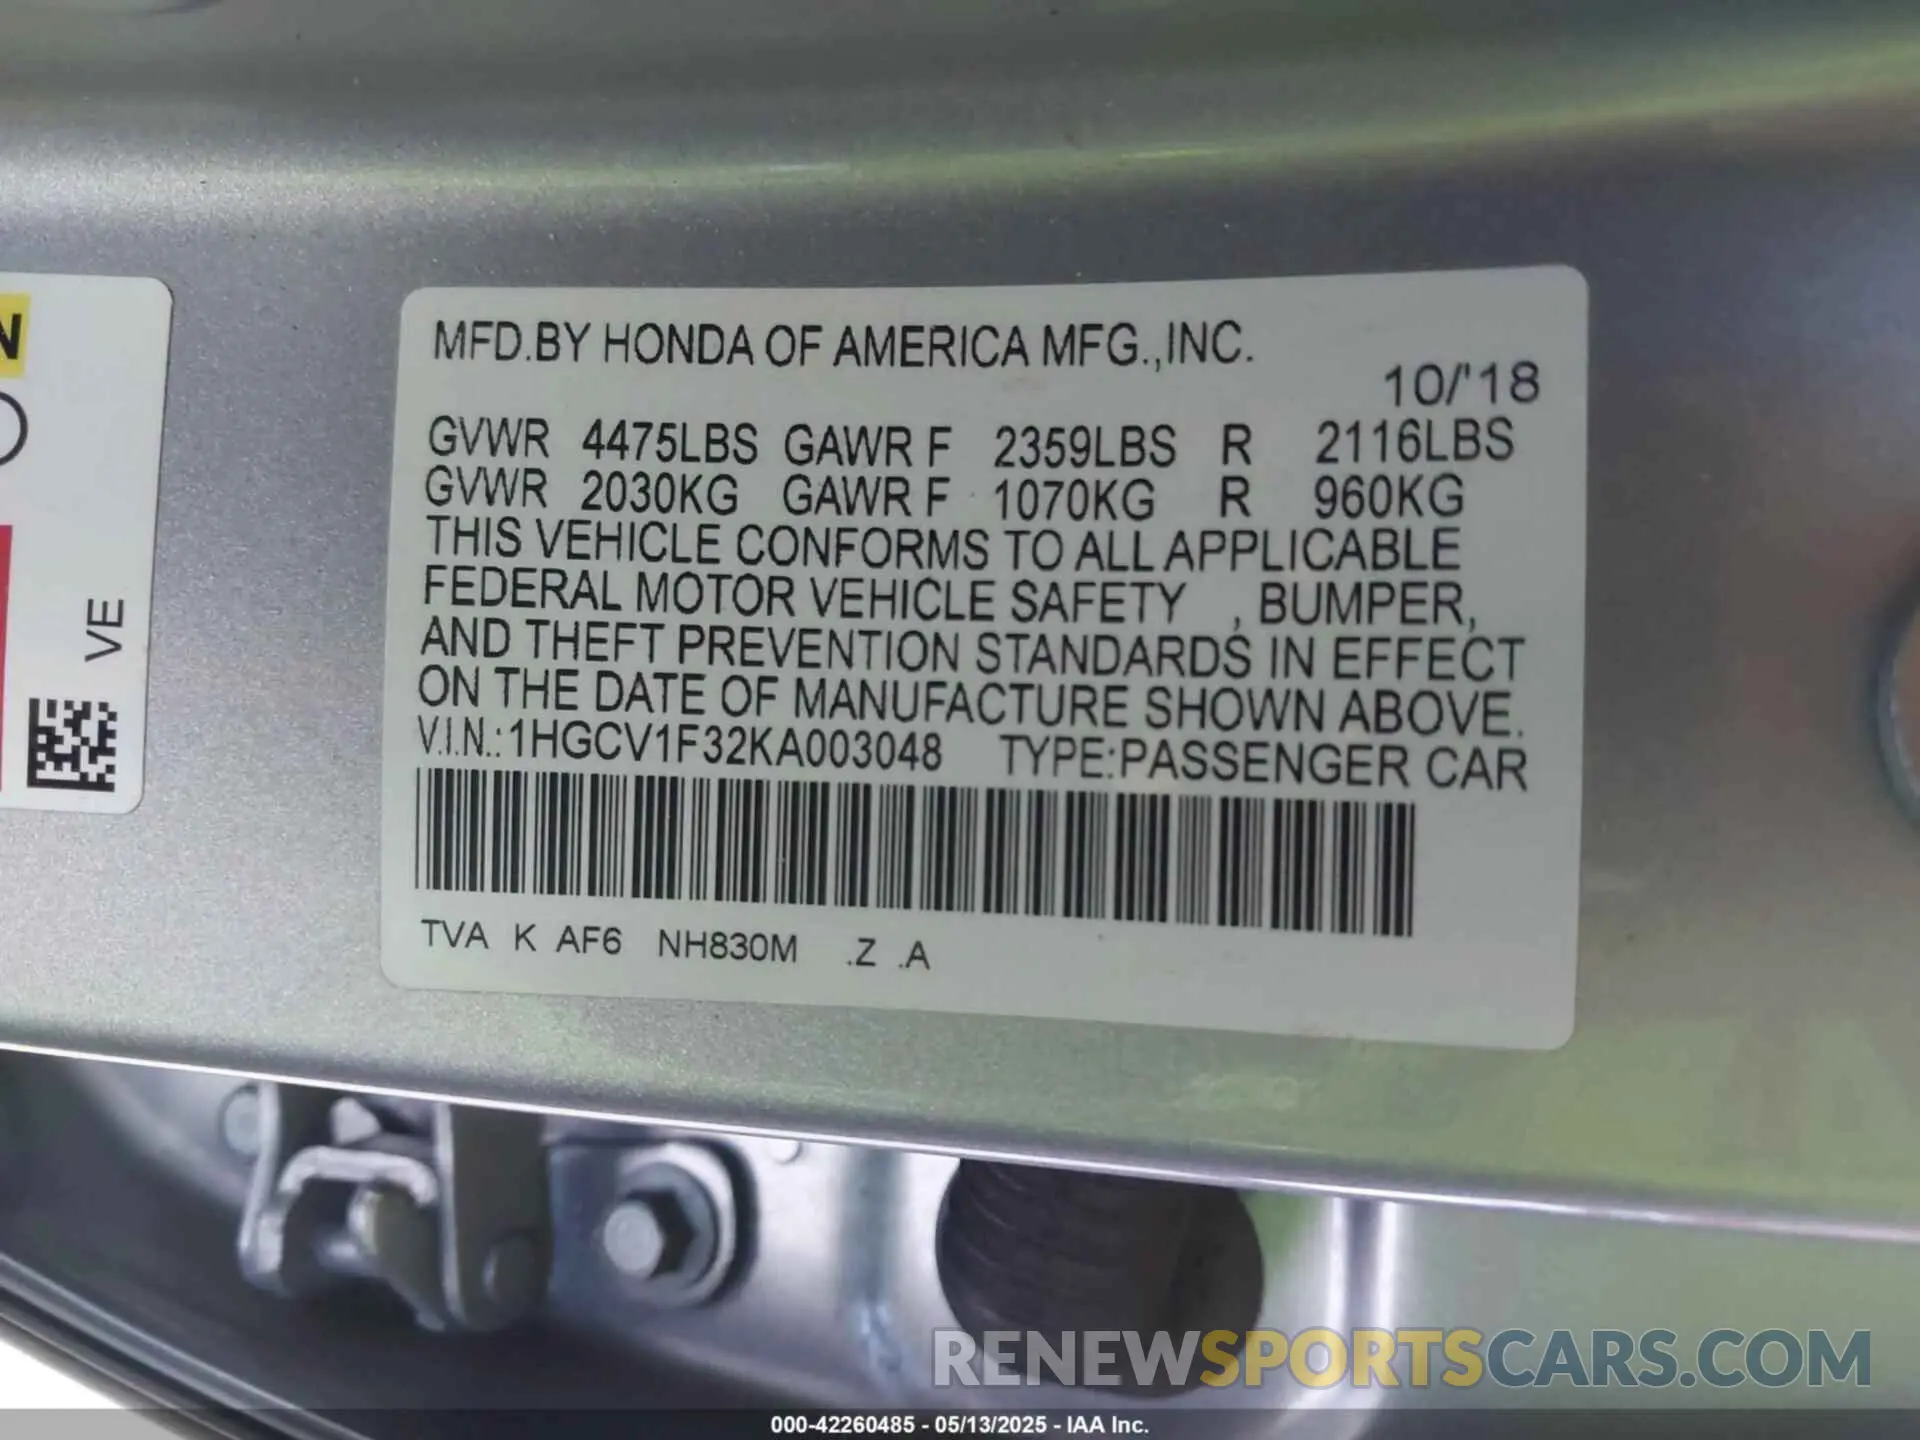 MFD.BY HONDA OF AMERICA MFG.,INC.
10/'18
GVWR 4475LBS GAWR F 2359LBS R 2116LBS
GVWR 2030KG GAWR F 1070KG R 960KG
THIS VEHICLE CONFORMS TO ALL APPLICABLE
FEDERAL MOTOR VEHICLE SAFETY , BUMPER,
AND THEFT PREVENTION STANDARDS IN EFFECT
ON THE DATE OF MANUFACTURE SHOWN ABOVE.
V.I.N.:1HGCV1F32KA003048 TYPE:PASSENGER CAR
TVA K AF6 NH830M .Z .A
N
VE
RENEWSPORTSCARS.COM
000-42260485 - 05/13/2025 - IAA Inc.